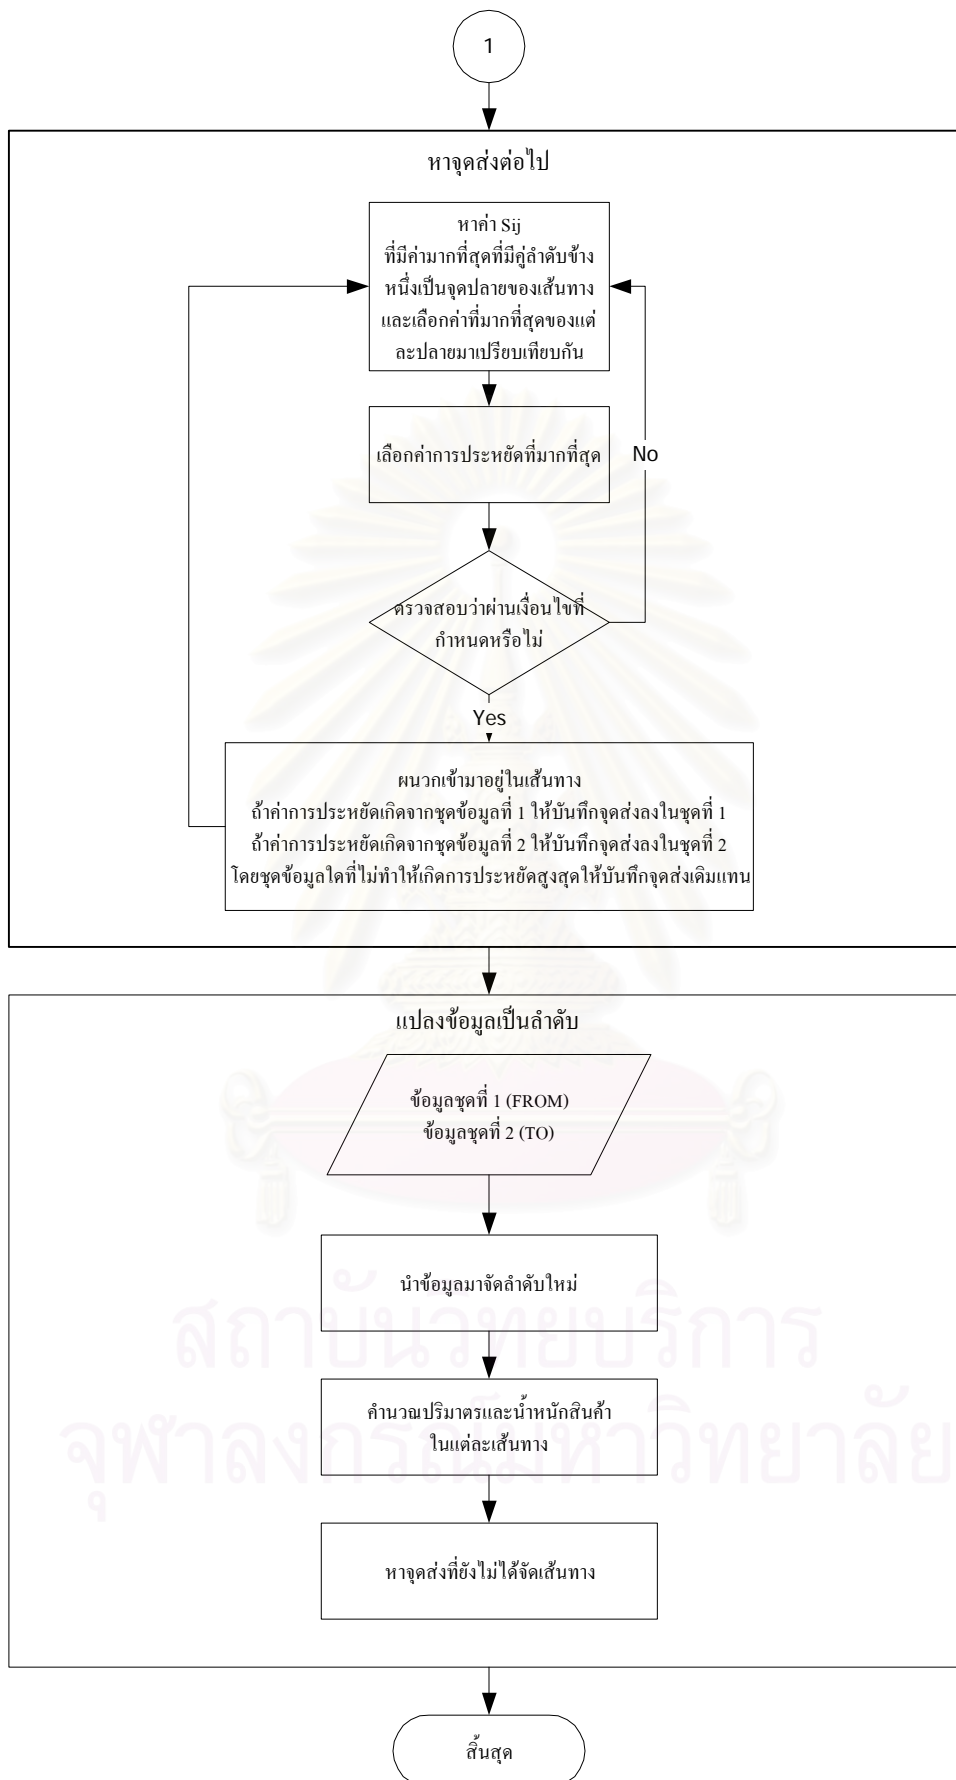 1
หาจุดส่งต่อไป
หาค่า Sij
ที่มีค่ามากที่สุดที่มีคู่ลำดับข้าง
หนึ่งเป็นจุดปลายของเส้นทาง
และเลือกค่าที่มากที่สุดของแต่
ละปลายมาเปรียบเทียบกัน
เลือกค่าการประหยัดที่มากที่สุด
No
ตรวจสอบว่าผ่านเงื่อนไขที่
กำหนดหรือไม่
Yes
ผนวกเข้ามาอยู่ในเส้นทาง
ถ้าค่าการประหยัดเกิดจากชุดข้อมูลที่ 1 ให้บันทึกจุดส่งลงในชุดที่ 1
ถ้าค่าการประหยัดเกิดจากชุดข้อมูลที่ 2 ให้บันทึกจุดส่งลงในชุดที่ 2
โดยชุดข้อมูลใดที่ไม่ทำให้เกิดการประหยัดสูงสุดให้บันทึกจุดส่งเดิมแทน
แปลงข้อมูลเป็นลำดับ
ข้อมูลชุดที่ 1 (FROM)
ข้อมูลชุดที่ 2 (TO)
นำข้อมูลมาจัดลำดับใหม่
สถาบันวิทยบริการ
คำนวณปริมาตรและน้ำหนักสินค้า
ในแต่ละเส้นทาง
จุฬาลงกรณ์มหาวิทยาลัย
หาจุดส่งที่ยังไม่ได้จัดเส้นทาง
สิ้นสุด